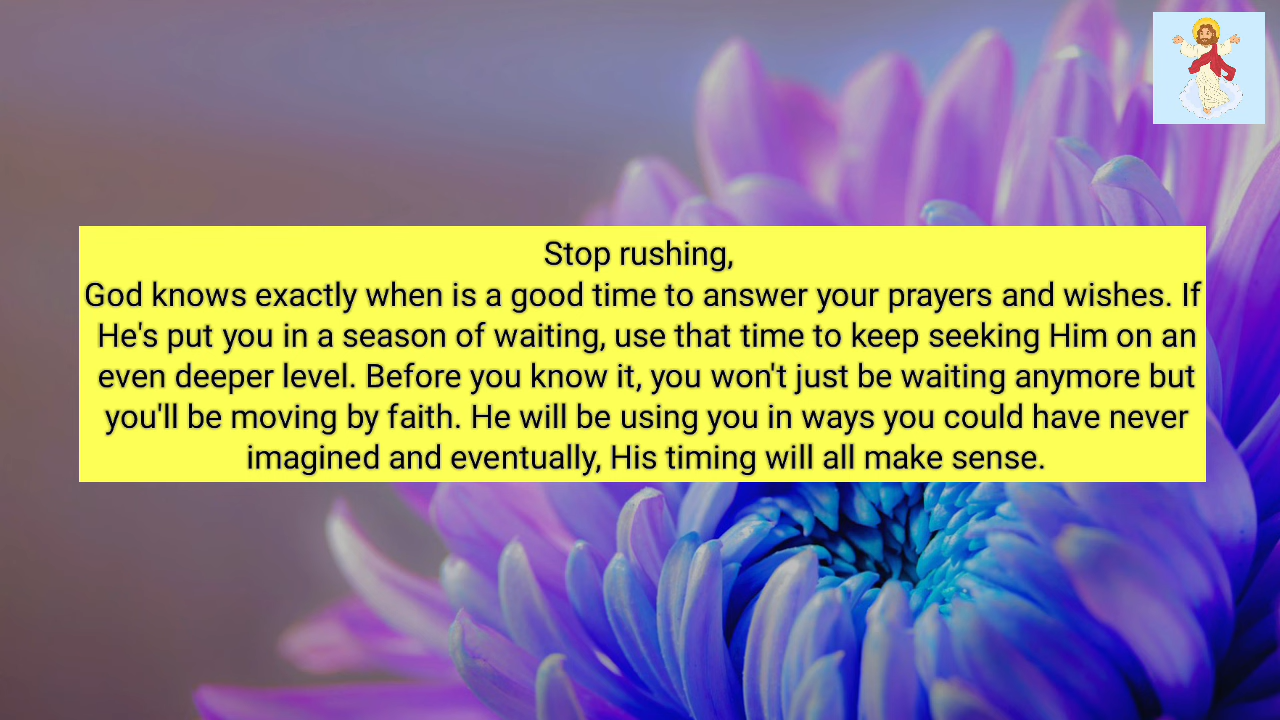 Stop rushing,
God knows exactly when is a good time to answer your prayers and wishes. If
He's put you in a season of waiting, use that time to keep seeking Him on an
even deeper level. Before you know it, you won't just be waiting anymore but
you'll be moving by faith. He will be using you in ways you could have never
imagined and eventually, His timing will all make sense.